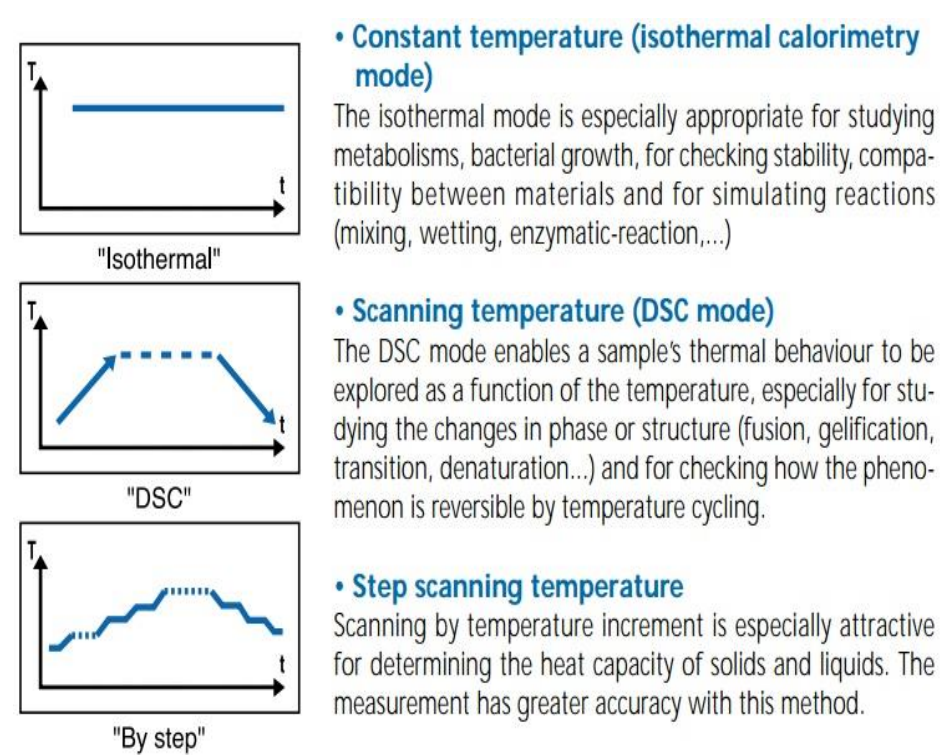 T
t
"Isothermal"
• Constant temperature (isothermal calorimetry
mode)
The isothermal mode is especially appropriate for studying
metabolisms, bacterial growth, for checking stability, compa-
tibility between materials and for simulating reactions
(mixing, wetting, enzymatic-reaction,...)
T
t
"DSC"
• Scanning temperature (DSC mode)
The DSC mode enables a sample's thermal behaviour to be
explored as a function of the temperature, especially for stu-
dying the changes in phase or structure (fusion, gelification,
transition, denaturation...) and for checking how the pheno-
menon is reversible by temperature cycling.
T
t
"By step"
• Step scanning temperature
Scanning by temperature increment is especially attractive
for determining the heat capacity of solids and liquids. The
measurement has greater accuracy with this method.